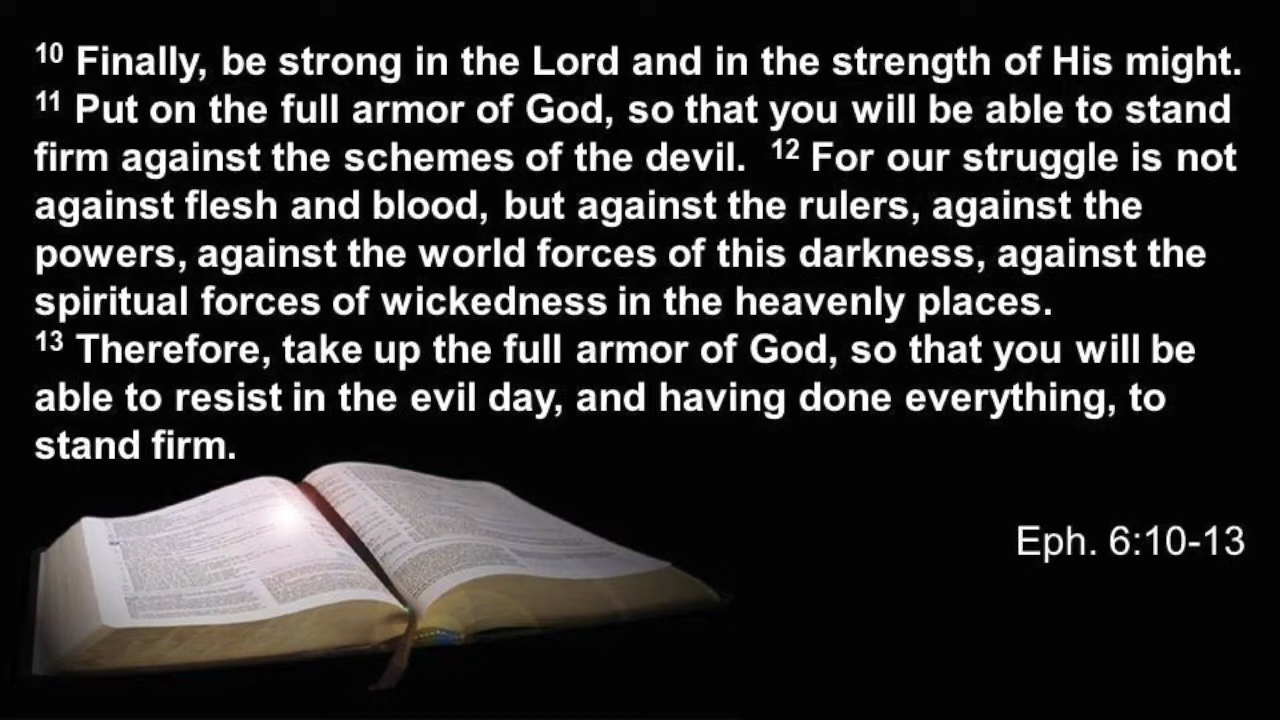 10 Finally, be strong in the Lord and in the strength of His might.
11 Put on the full armor of God, so that you will be able to stand
firm against the schemes of the devil. 12 For our struggle is not
against flesh and blood, but against the rulers, against the
powers, against the world forces of this darkness, against the
spiritual forces of wickedness in the heavenly places.
13 Therefore, take up the full armor of God, so that you will be
able to resist in the evil day, and having done everything, to
stand firm.
Eph. 6:10-13